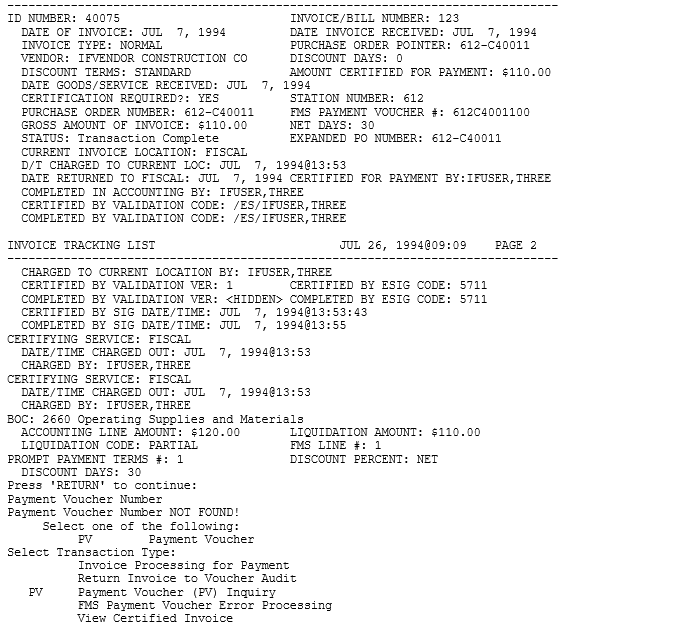 ------------------------------------------------------------------------------
ID NUMBER: 40075                        INVOICE/BILL NUMBER: 123
  DATE OF INVOICE: JUL  7, 1994         DATE INVOICE RECEIVED: JUL  7, 1994
  INVOICE TYPE: NORMAL                  PURCHASE ORDER POINTER: 612-C40011
  VENDOR: IFVENDOR CONSTRUCTION CO      DISCOUNT DAYS: 0
  DISCOUNT TERMS: STANDARD              AMOUNT CERTIFIED FOR PAYMENT: $110.00
  DATE GOODS/SERVICE RECEIVED: JUL  7, 1994
  CERTIFICATION REQUIRED?: YES          STATION NUMBER: 612
  PURCHASE ORDER NUMBER: 612-C40011     FMS PAYMENT VOUCHER #: 612C4001100
  GROSS AMOUNT OF INVOICE: $110.00      NET DAYS: 30
  STATUS: Transaction Complete          EXPANDED PO NUMBER: 612-C40011
  CURRENT INVOICE LOCATION: FISCAL
  D/T CHARGED TO CURRENT LOC: JUL  7, 1994@13:53
  DATE RETURNED TO FISCAL: JUL  7, 1994 CERTIFIED FOR PAYMENT BY:IFUSER,THREE
  COMPLETED IN ACCOUNTING BY: IFUSER,THREE
  CERTIFIED BY VALIDATION CODE: /ES/IFUSER,THREE
  COMPLETED BY VALIDATION CODE: /ES/IFUSER,THREE

INVOICE TRACKING LIST                          JUL 26, 1994@09:09    PAGE 2
------------------------------------------------------------------------------
  CHARGED TO CURRENT LOCATION BY: IFUSER,THREE
  CERTIFIED BY VALIDATION VER: 1        CERTIFIED BY ESIG CODE: 5711
  COMPLETED BY VALIDATION VER: <HIDDEN> COMPLETED BY ESIG CODE: 5711
  CERTIFIED BY SIG DATE/TIME: JUL  7, 1994@13:53:43
  COMPLETED BY SIG DATE/TIME: JUL  7, 1994@13:55
CERTIFYING SERVICE: FISCAL
  DATE/TIME CHARGED OUT: JUL  7, 1994@13:53
  CHARGED BY: IFUSER,THREE
CERTIFYING SERVICE: FISCAL
  DATE/TIME CHARGED OUT: JUL  7, 1994@13:53
  CHARGED BY: IFUSER,THREE
BOC: 2660 Operating Supplies and Materials
  ACCOUNTING LINE AMOUNT: $120.00       LIQUIDATION AMOUNT: $110.00
  LIQUIDATION CODE: PARTIAL             FMS LINE #: 1
PROMPT PAYMENT TERMS #: 1               DISCOUNT PERCENT: NET
  DISCOUNT DAYS: 30
Press 'RETURN' to continue:
Payment Voucher Number
Payment Voucher Number NOT FOUND!
     Select one of the following:
          PV        Payment Voucher
Select Transaction Type:
          Invoice Processing for Payment
          Return Invoice to Voucher Audit
   PV     Payment Voucher (PV) Inquiry
          FMS Payment Voucher Error Processing
          View Certified Invoice